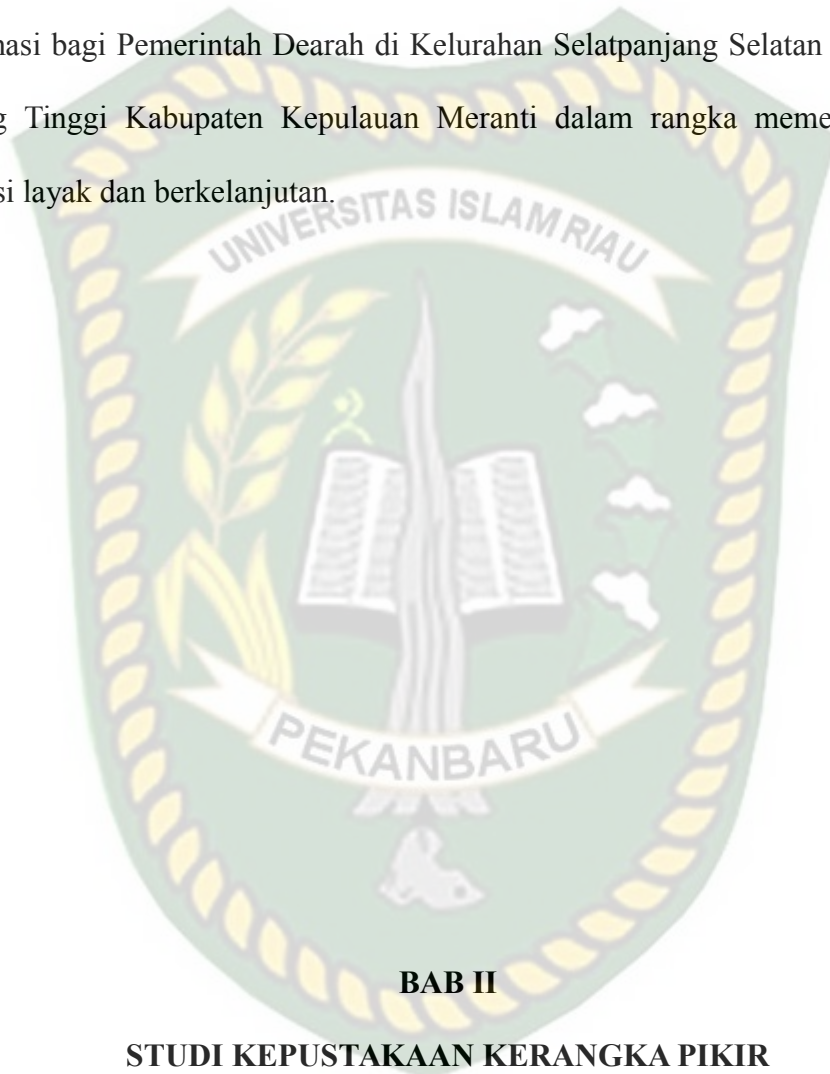 masi bagi Pemerintah Dearah di Kelurahan Selatpanjang Selatan
g Tinggi Kabupaten Kepulauan Meranti dalam rangka meme
si layak dan berkelanjutan.
UNIVERSITAS ISLAM RIAU
PEKANBARU
BAB II
STUDI KEPUSTAKAAN KERANGKA PIKIR